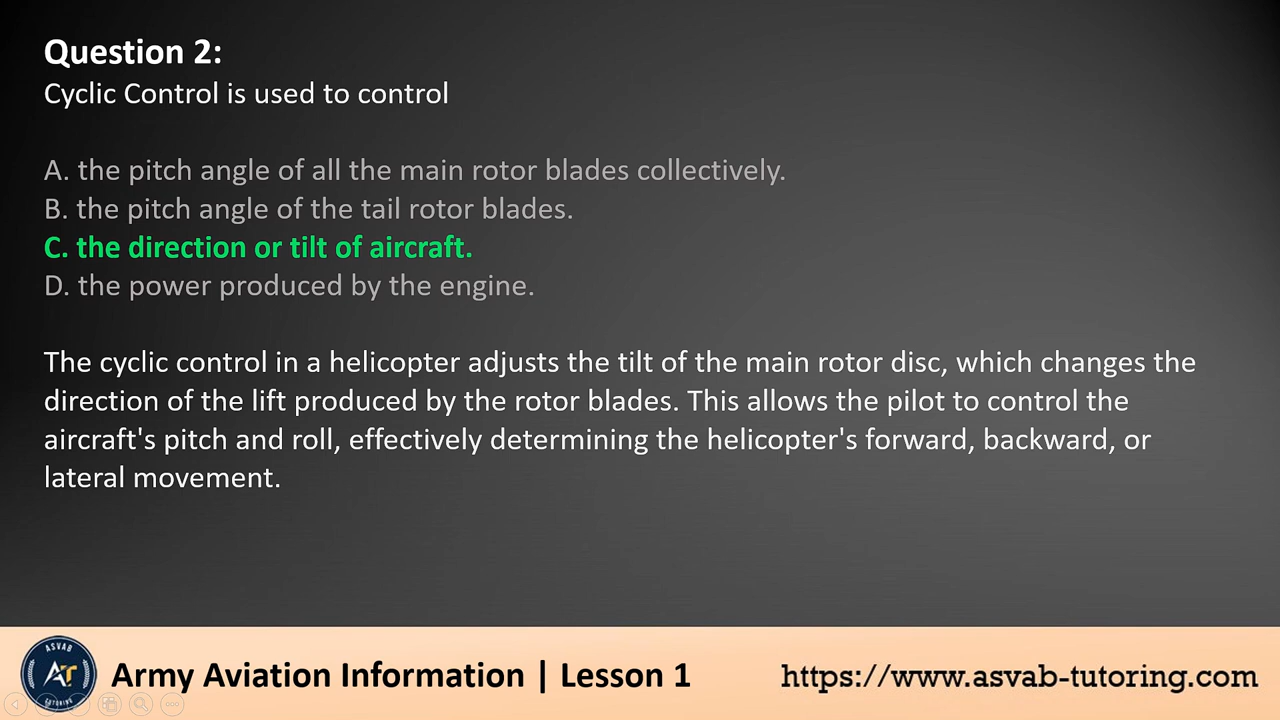 Question 2:
Cyclic Control is used to control
A. the pitch angle of all the main rotor blades collectively.
B. the pitch angle of the tail rotor blades.
C. the direction or tilt of aircraft.
D. the power produced by the engine.
The cyclic control in a helicopter adjusts the tilt of the main rotor disc, which changes the
direction of the lift produced by the rotor blades. This allows the pilot to control the
aircraft's pitch and roll, effectively determining the helicopter's forward, backward, or
lateral movement.
ASVAB
AT
TUTORING
Army Aviation Information | Lesson 1
https://www.asvab-tutoring.com